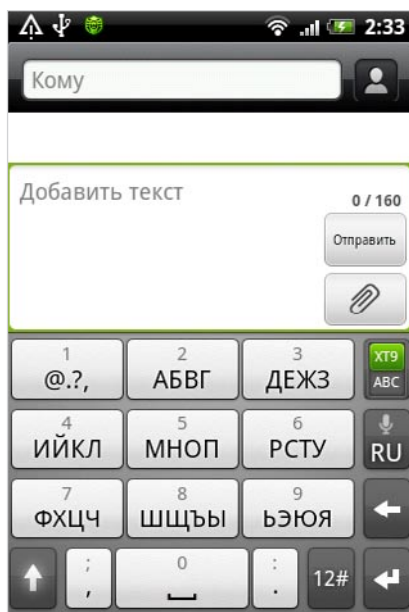 2:33
Кому
Добавить текст
0 / 160
Отправить
1 2 3 XT9
@.?, АБВГ ДЕЖЗ ABC
4 5 6
ИЙКЛ МНОП РСТУ RU
7 8 9
ФХЦЧ ШЩЪЫ ЬЭЮЯ
; 0 :
, . 12#